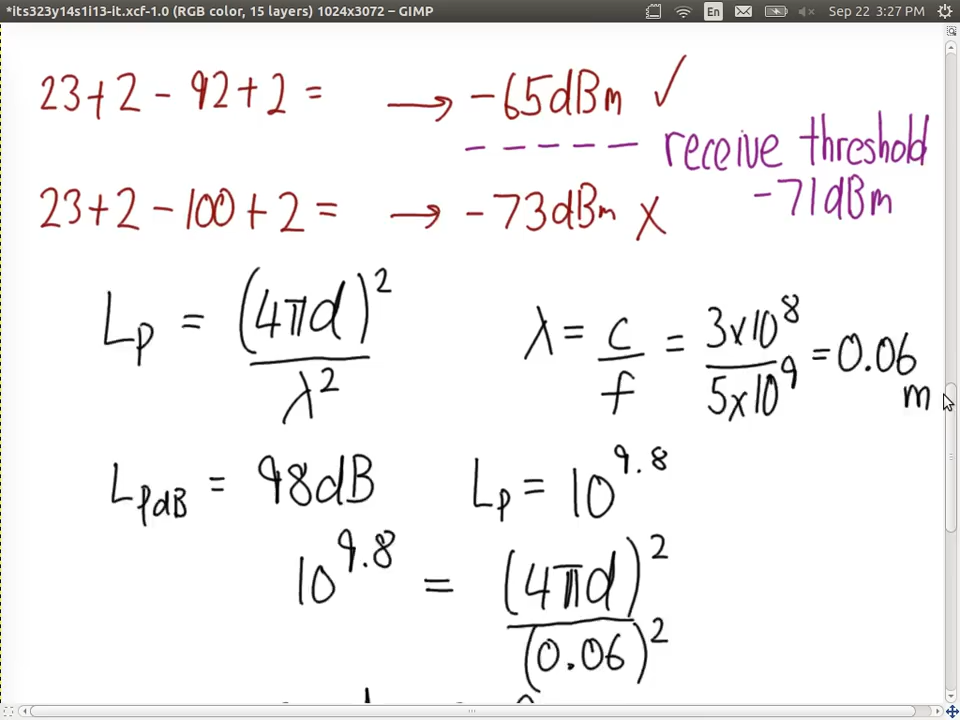 *its323y14s1i13-it.xcf-1.0 (RGB color, 15 layers) 1024x3072 – GIMP
En
Sep 22 3:27 PM
23+2 - 92+2 = → -65dBm ✓
- - - - - receive threshold
-71dBm
23+2 - 100+2 = → -73dBm X
Lp = (4πd)²/λ² λ = c/f = 3x10⁸/5x10⁹ = 0.06 m
LpdB = 98dB Lp = 10^9.8
10^9.8 = (4πd)²/(0.06)²